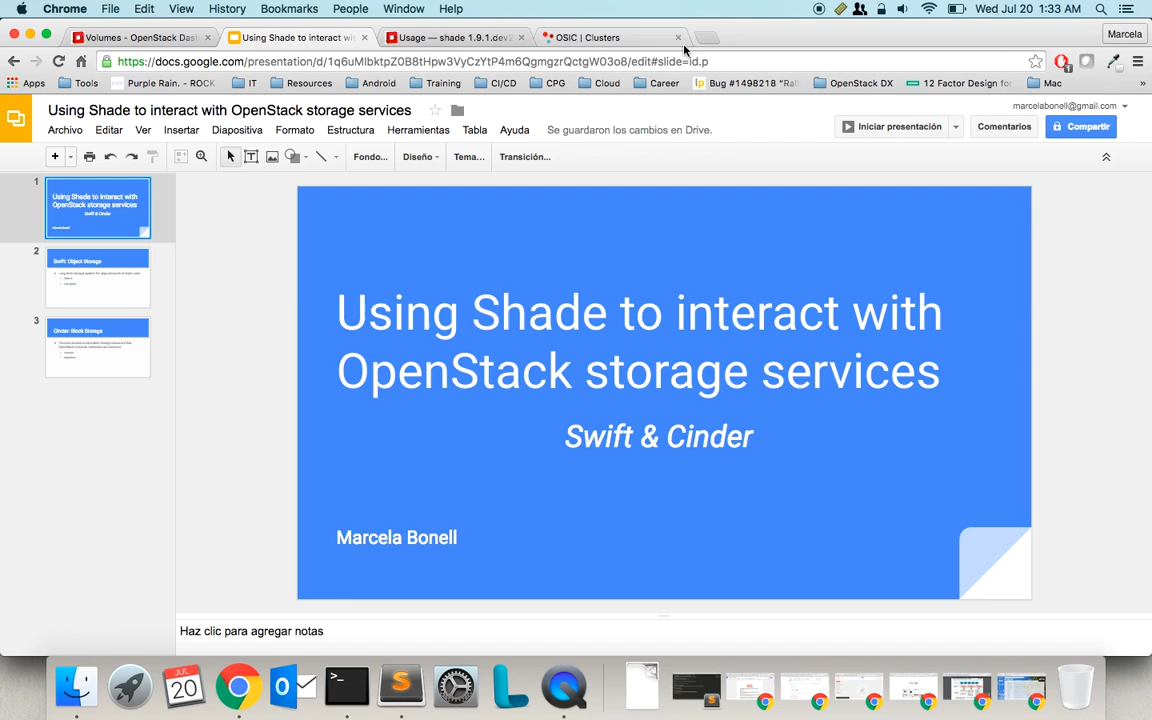 Chrome File Edit View History Bookmarks People Window Help Wed Jul 20 1:33 AM
Volumes - OpenStack Das Using Shade to interact wi Usage — shade 1.9.1.dev2 OSIC | Clusters Marcela
https://docs.google.com/presentation/d/1q6uMlbktpZ0B8tHpw3VyCzYtP4m6QgmgzrQctgW03o8/edit#slide=id.p
Apps Tools Purple Rain. - ROCK IT Resources Android Training CI/CD CPG Cloud Career Bug #1498218 "Rall OpenStack DX 12 Factor Design fo Mac »
Using Shade to interact with OpenStack storage services
marcelabonell@gmail.com
Archivo Editar Ver Insertar Diapositiva Formato Estructura Herramientas Tabla Ayuda Se guardaron los cambios en Drive.
Iniciar presentación Comentarios Compartir
Fondo... Diseño Tema... Transición...
1
Using Shade to interact with
OpenStack storage services
Swift & Cinder
Marcela Bonell
2
Swift: Object Storage
3
Cinder: Block Storage
Using Shade to interact with
OpenStack storage services
Swift & Cinder
Marcela Bonell
Haz clic para agregar notas
JUL
20